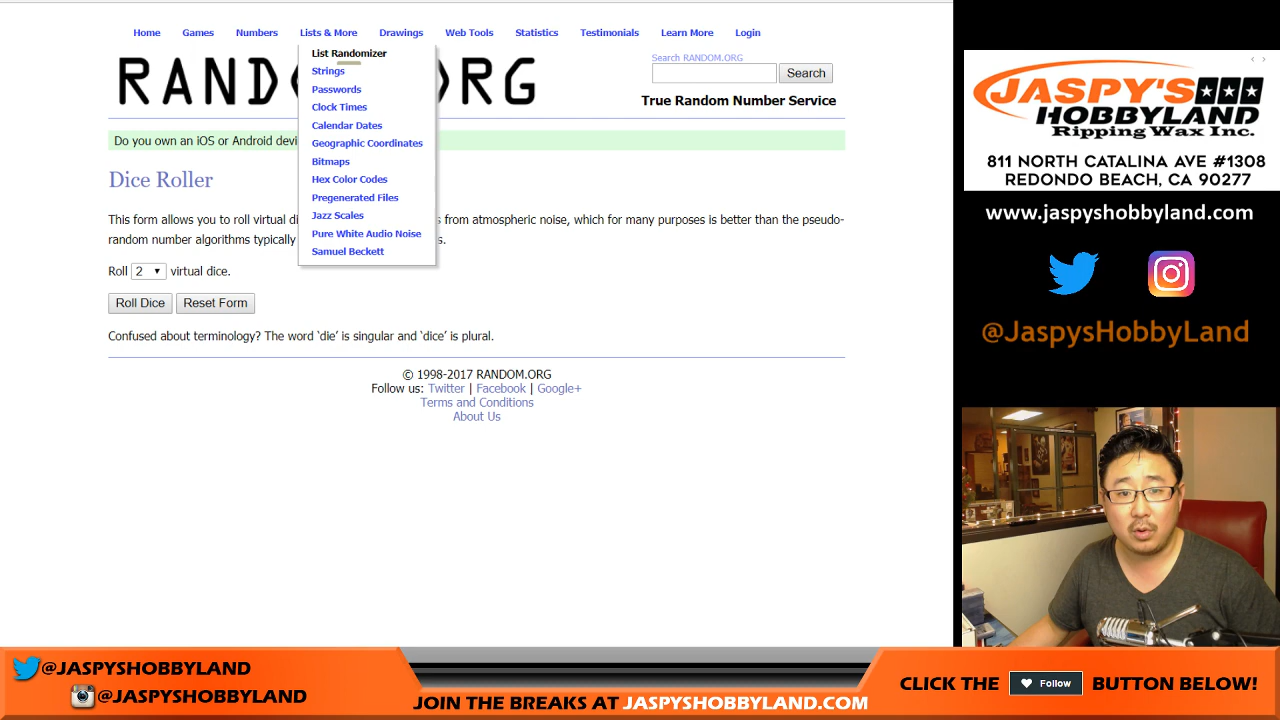 Home Games Numbers Lists & More Drawings Web Tools Statistics Testimonials Learn More Login
List Randomizer
Strings
Passwords
Clock Times
Calendar Dates
Geographic Coordinates
Bitmaps
Hex Color Codes
Pregenerated Files
Jazz Scales
Pure White Audio Noise
Samuel Beckett
Search RANDOM.ORG
Search
True Random Number Service
Do you own an iOS or Android devi
Dice Roller
This form allows you to roll virtual di s from atmospheric noise, which for many purposes is better than the pseudo-
random number algorithms typically s.
Roll 2 virtual dice.
Roll Dice Reset Form
Confused about terminology? The word ‘die’ is singular and ‘dice’ is plural.
© 1998-2017 RANDOM.ORG
Follow us: Twitter | Facebook | Google+
Terms and Conditions
About Us
JASPY'S
HOBBYLAND
Ripping Wax Inc.
811 NORTH CATALINA AVE #1308
REDONDO BEACH, CA 90277
www.jaspyshobbyland.com
@JaspysHobbyLand
@JASPYSHOBBYLAND
@JASPYSHOBBYLAND
JOIN THE BREAKS AT JASPYSHOBBYLAND.COM
CLICK THE Follow BUTTON BELOW!